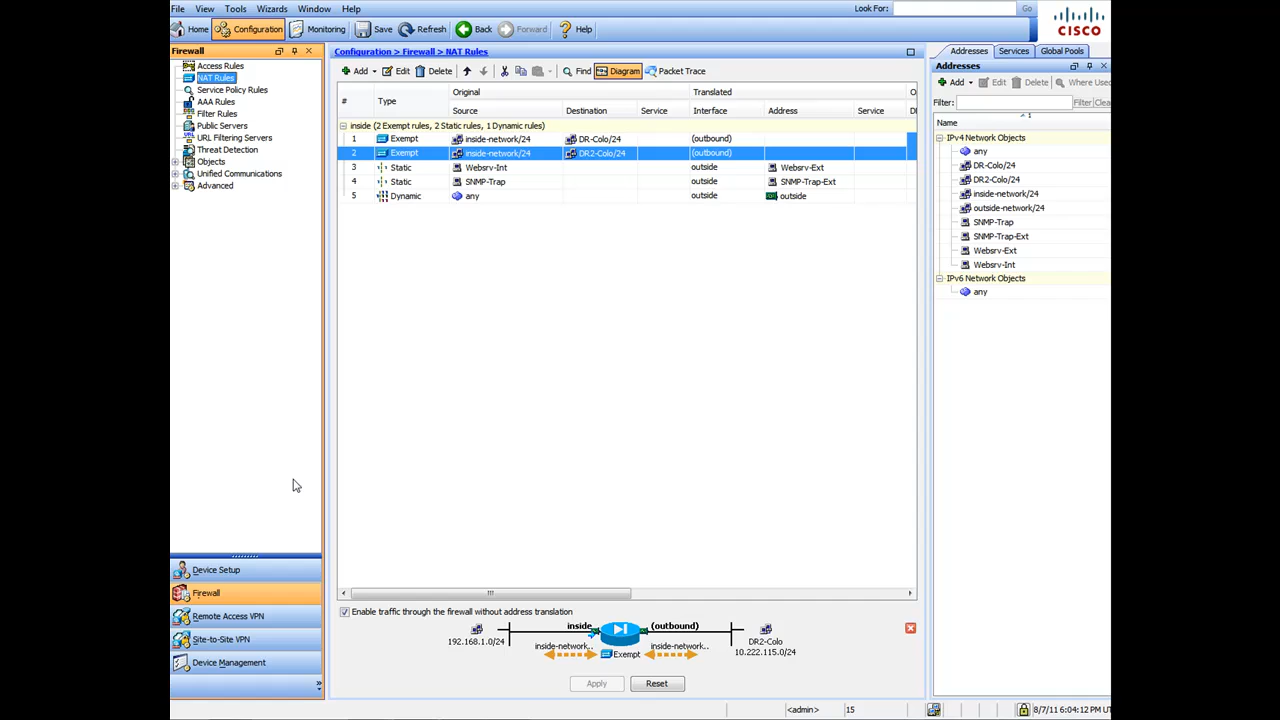 File View Tools Wizards Window Help Look For: Go
Home Configuration Monitoring Save Refresh Back Forward Help
CISCO
Firewall
Access Rules
NAT Rules
Service Policy Rules
AAA Rules
Filter Rules
Public Servers
URL Filtering Servers
Threat Detection
Objects
Unified Communications
Advanced
Device Setup
Firewall
Remote Access VPN
Site-to-Site VPN
Device Management
Configuration > Firewall > NAT Rules
Add Edit Delete Find Diagram Packet Trace
# Type Original Translated
Source Destination Service Interface Address Service
inside (2 Exempt rules, 2 Static rules, 1 Dynamic rules)
1 Exempt inside-network/24 DR-Colo/24 (outbound)
2 Exempt inside-network/24 DR2-Colo/24 (outbound)
3 Static Websrv-Int outside Websrv-Ext
4 Static SNMP-Trap outside SNMP-Trap-Ext
5 Dynamic any outside outside
Enable traffic through the firewall without address translation
inside (outbound)
192.168.1.0/24 DR2-Colo
inside-network.. Exempt inside-network.. 10.222.115.0/24
Apply Reset
Addresses Services Global Pools
Addresses
Add Edit Delete Where Used
Filter: Filter Clea
Name
IPv4 Network Objects
any
DR-Colo/24
DR2-Colo/24
inside-network/24
outside-network/24
SNMP-Trap
SNMP-Trap-Ext
Websrv-Ext
Websrv-Int
IPv6 Network Objects
any
<admin> 15 8/7/11 6:04:12 PM U